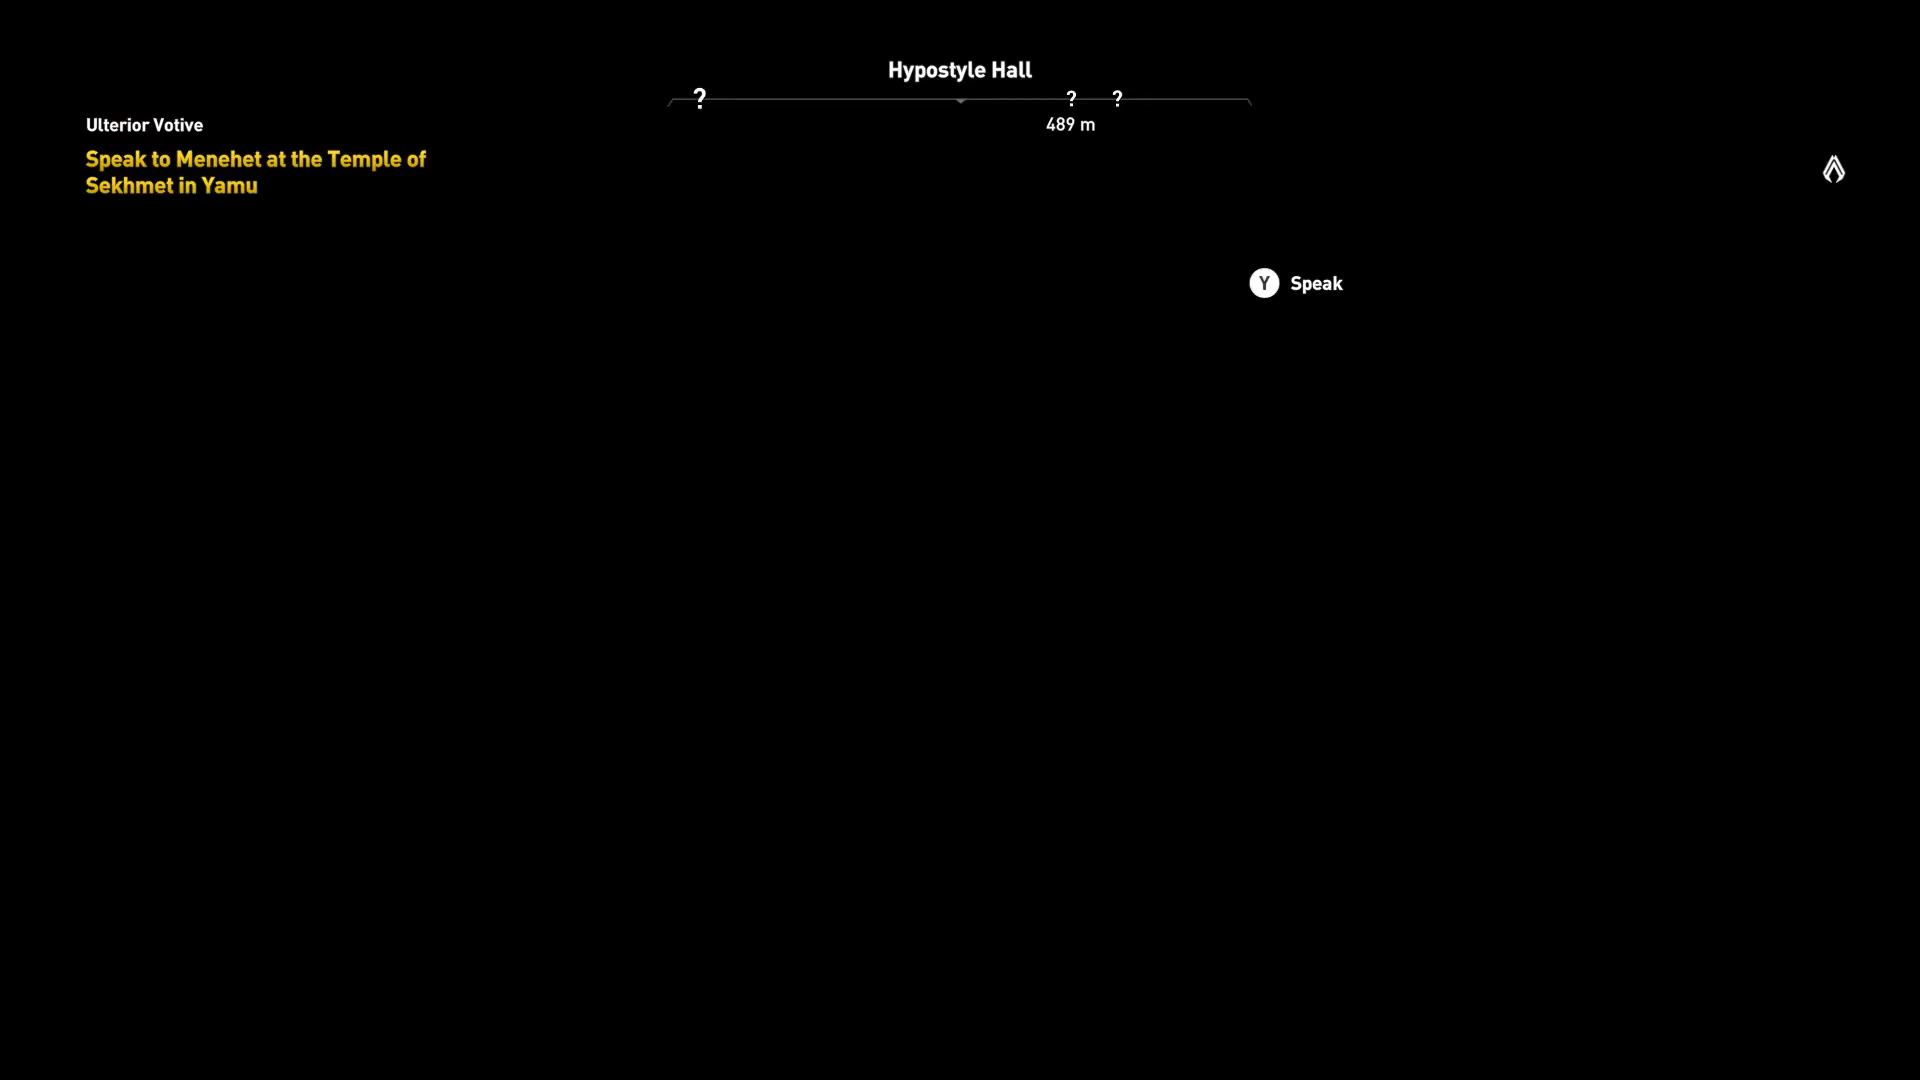 Hypostyle Hall
? ? ?
489 m
Ulterior Votive
Speak to Menehet at the Temple of
Sekhmet in Yamu
Y Speak